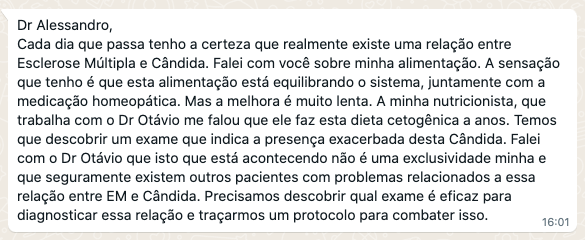 Dr Alessandro,
Cada dia que passa tenho a certeza que realmente existe uma relação entre
Esclerose Múltipla e Cândida. Falei com você sobre minha alimentação. A sensação
que tenho é que esta alimentação está equilibrando o sistema, juntamente com a
medicação homeopática. Mas a melhora é muito lenta. A minha nutricionista, que
trabalha com o Dr Otávio me falou que ele faz esta dieta cetogênica a anos. Temos
que descobrir um exame que indica a presença exacerbada desta Cândida. Falei
com o Dr Otávio que isto que está acontecendo não é uma exclusividade minha e
que seguramente existem outros pacientes com problemas relacionados a essa
relação entre EM e Cândida. Precisamos descobrir qual exame é eficaz para
diagnosticar essa relação e traçarmos um protocolo para combater isso.
16:01